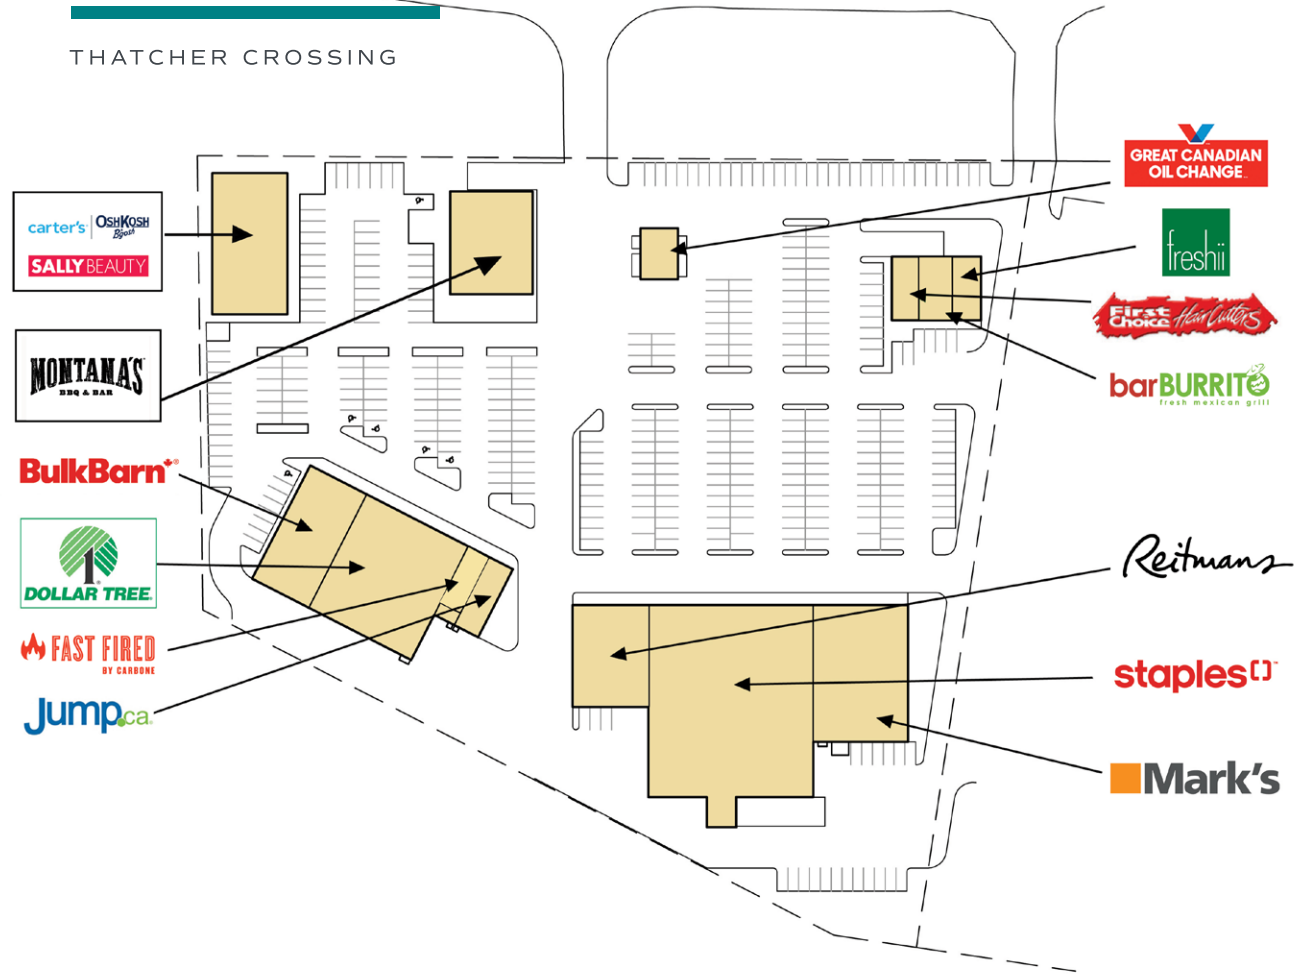 THATCHER CROSSING
carter's | OSHKOSH
B'gosh
SALLY BEAUTY
MONTANA'S
BBQ & BAR
BulkBarn®
1
DOLLAR TREE
FAST FIRED
BY CARBONE
Jump.ca
GREAT CANADIAN
OIL CHANGE
freshii
First
Choice HairCutters
barBURRITO
fresh mexican grill
Reitmans
staples
Mark's